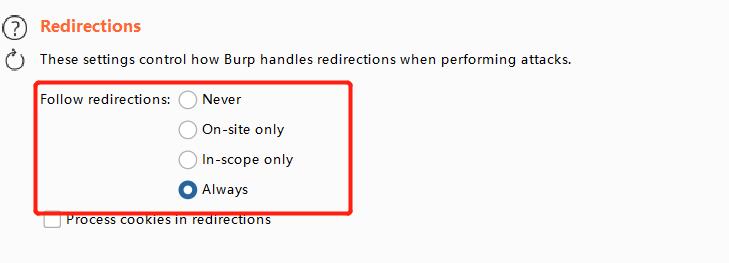 Redirections
These settings control how Burp handles redirections when performing attacks.
Follow redirections: Never
On-site only
In-scope only
Always
Process cookies in redirections